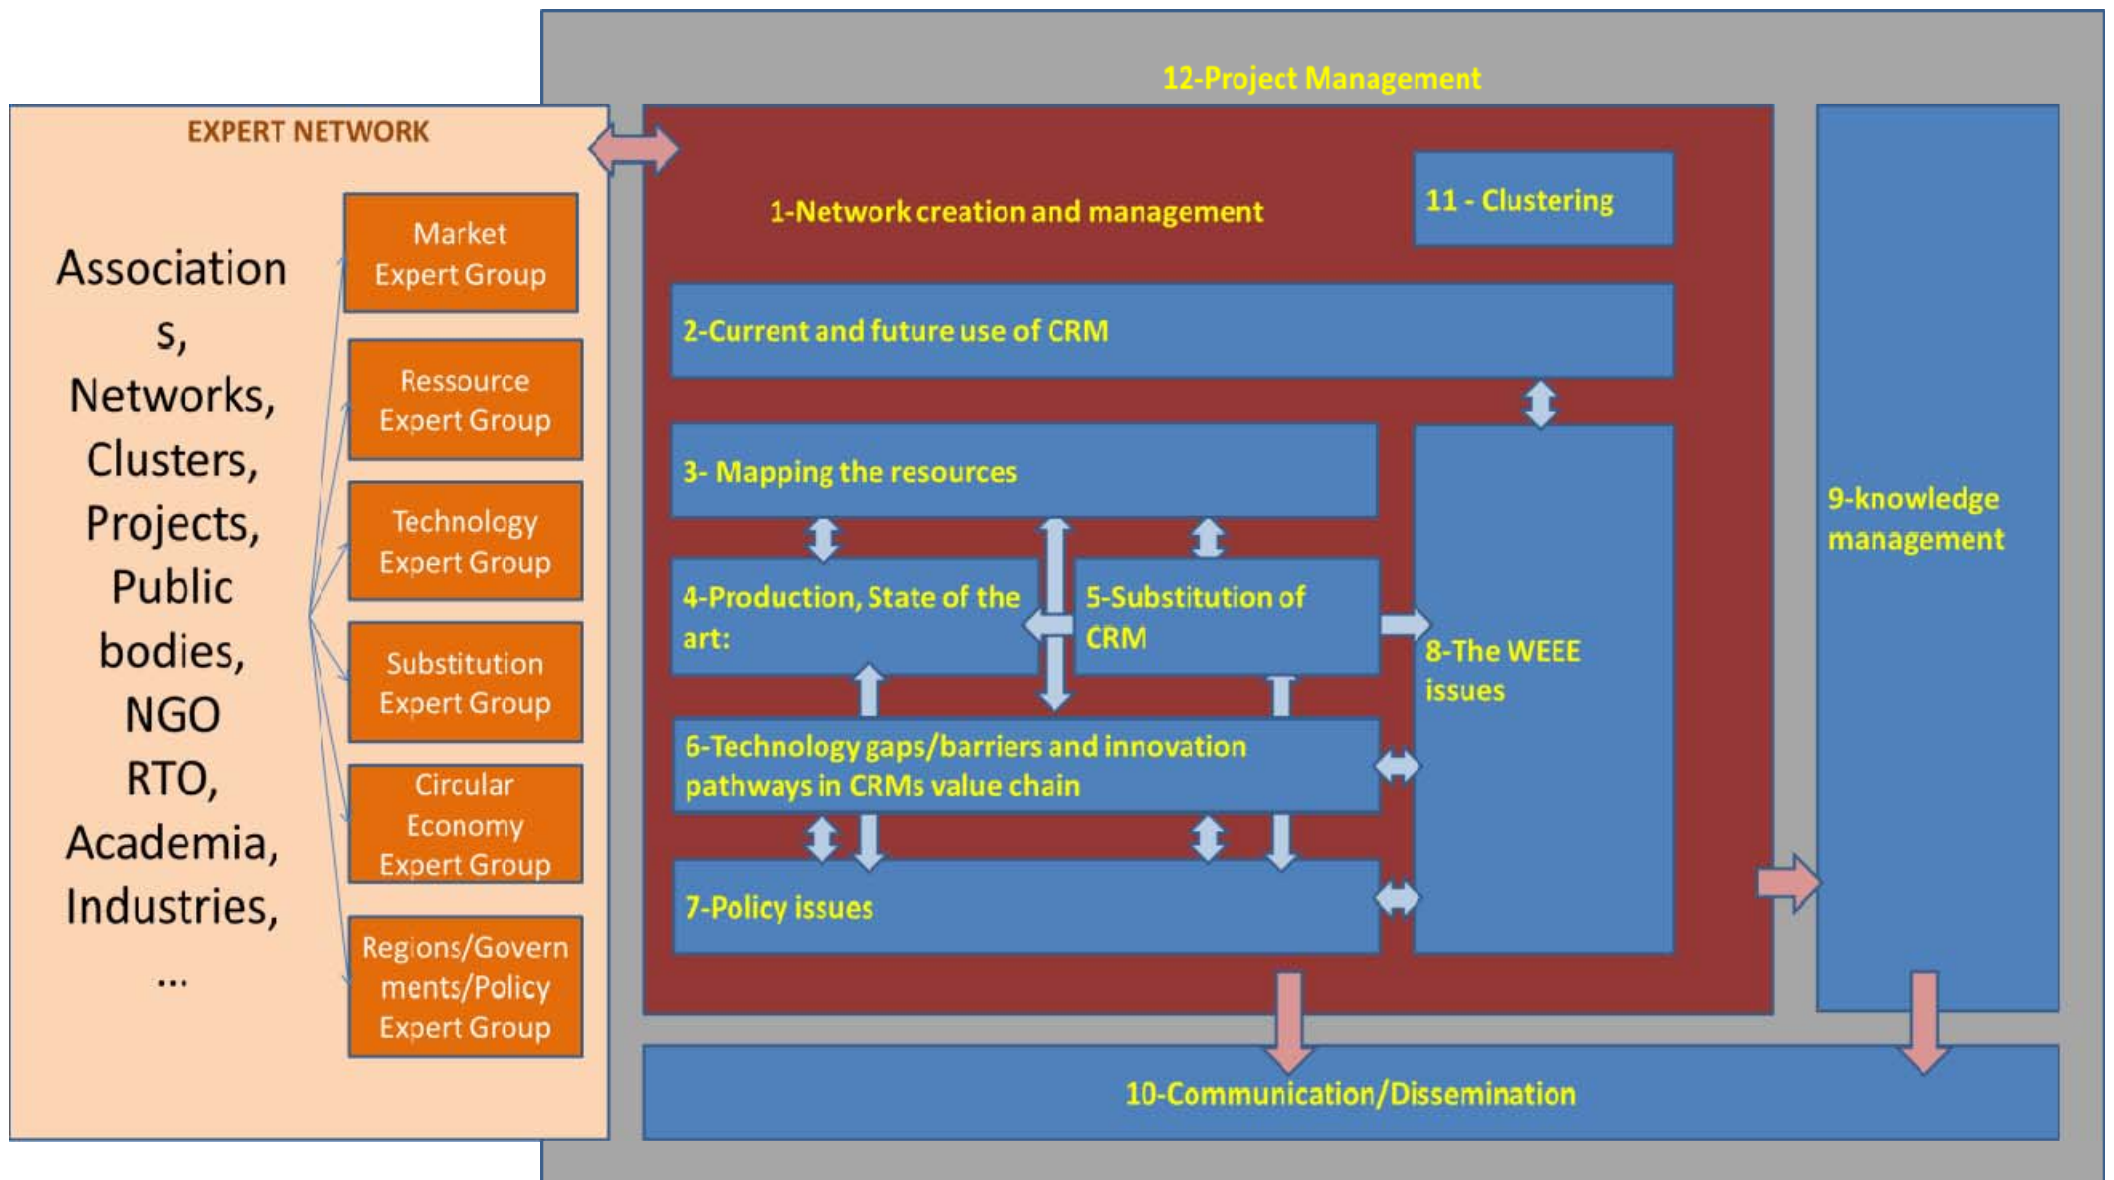 12-Project Management
EXPERT NETWORK
Association
s,
Networks,
Clusters,
Projects,
Public
bodies,
NGO
RTO,
Academia,
Industries,
...
Market
Expert Group
Ressource
Expert Group
Technology
Expert Group
Substitution
Expert Group
Circular
Economy
Expert Group
Regions/Govern
ments/Policy
Expert Group
1-Network creation and management
11 - Clustering
2-Current and future use of CRM
3- Mapping the resources
4-Production, State of the
art:
5-Substitution of
CRM
6-Technology gaps/barriers and innovation
pathways in CRMs value chain
7-Policy issues
8-The WEEE
issues
9-knowledge
management
10-Communication/Dissemination